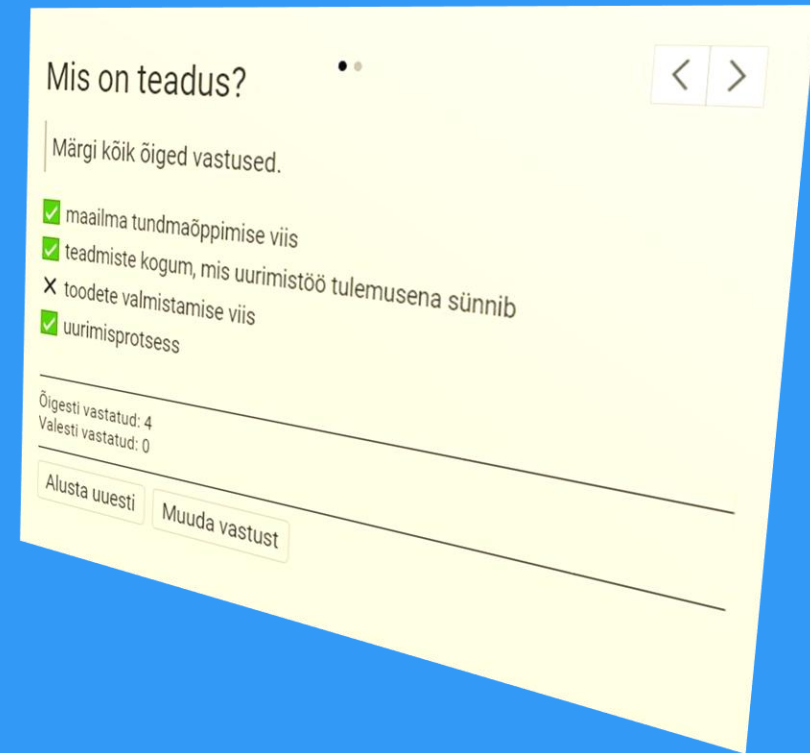 Mis on teadus?
Märgi kõik õiged vastused.
maailma tundmaõppimise viis
teadmiste kogum, mis uurimistöö tulemusena sünnib
toodete valmistamise viis
uurimisprotsess
Õigesti vastatud: 4
Valesti vastatud: 0
Alusta uuesti
Muuda vastust